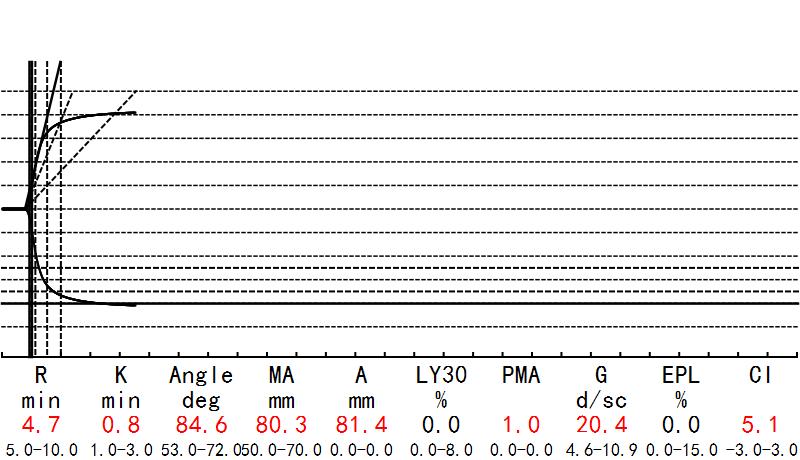 R K Angle MA A LY30 PMA G EPL CI
min min deg mm mm % d/sc %
4.7 0.8 84.6 80.3 81.4 0.0 1.0 20.4 0.0 5.1
5.0-10.0 1.0-3.0 53.0-72.0 50.0-70.0 0.0-0.0 0.0-8.0 0.0-0.0 4.6-10.9 0.0-15.0 -3.0-3.0